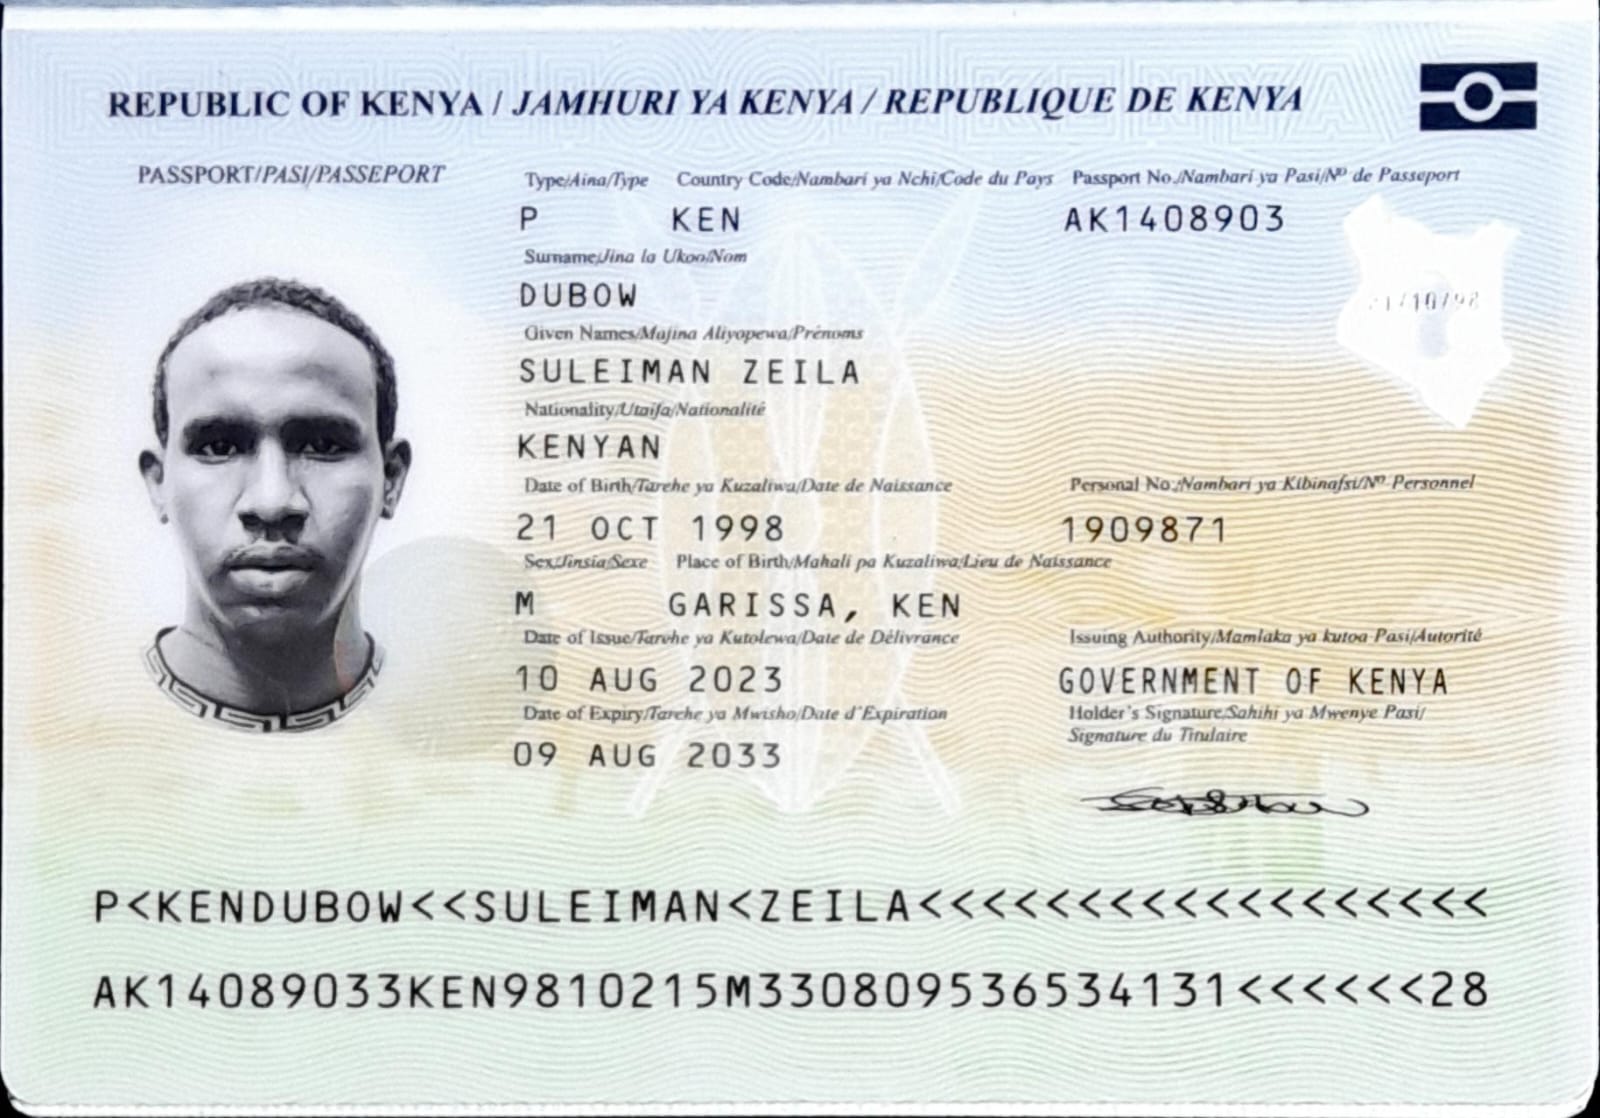 REPUBLIC OF KENYA / JAMHURI YA KENYA / REPUBLIQUE DE KENYA
PASSPORT/PASI/PASSEPORT
Type/Aina/Type Country Code/Nambari ya Nchi/Code du Pays Passport No./Nambari ya Pasi/Nº de Passeport
P KEN AK1408903
Surname/Jina la Ukoo/Nom
DUBOW
21/10/98
Given Names/Majina Aliyopewa/Prénoms
SULEIMAN ZEILA
Nationality/Utaifa/Nationalité
KENYAN
Date of Birth/Tarehe ya Kuzaliwa/Date de Naissance Personal No./Nambari ya Kibinafsi/Nº Personnel
21 OCT 1998 1909871
Sex/Jinsia/Sexe Place of Birth/Mahali pa Kuzaliwa/Lieu de Naissance
M GARISSA, KEN
Date of Issue/Tarehe ya Kutolewa/Date de Délivrance Issuing Authority/Mamlaka ya kutoa Pasi/Autorité
10 AUG 2023 GOVERNMENT OF KENYA
Date of Expiry/Tarehe ya Mwisho/Date d'Expiration Holder's Signature/Sahihi ya Mwenye Pasi/
Signature du Titulaire
09 AUG 2033
P<KENDUBOW<<SULEIMAN<ZEILA<<<<<<<<<<<<<<<<<<
AK14089033KEN9810215M330809536534131<<<<<<28